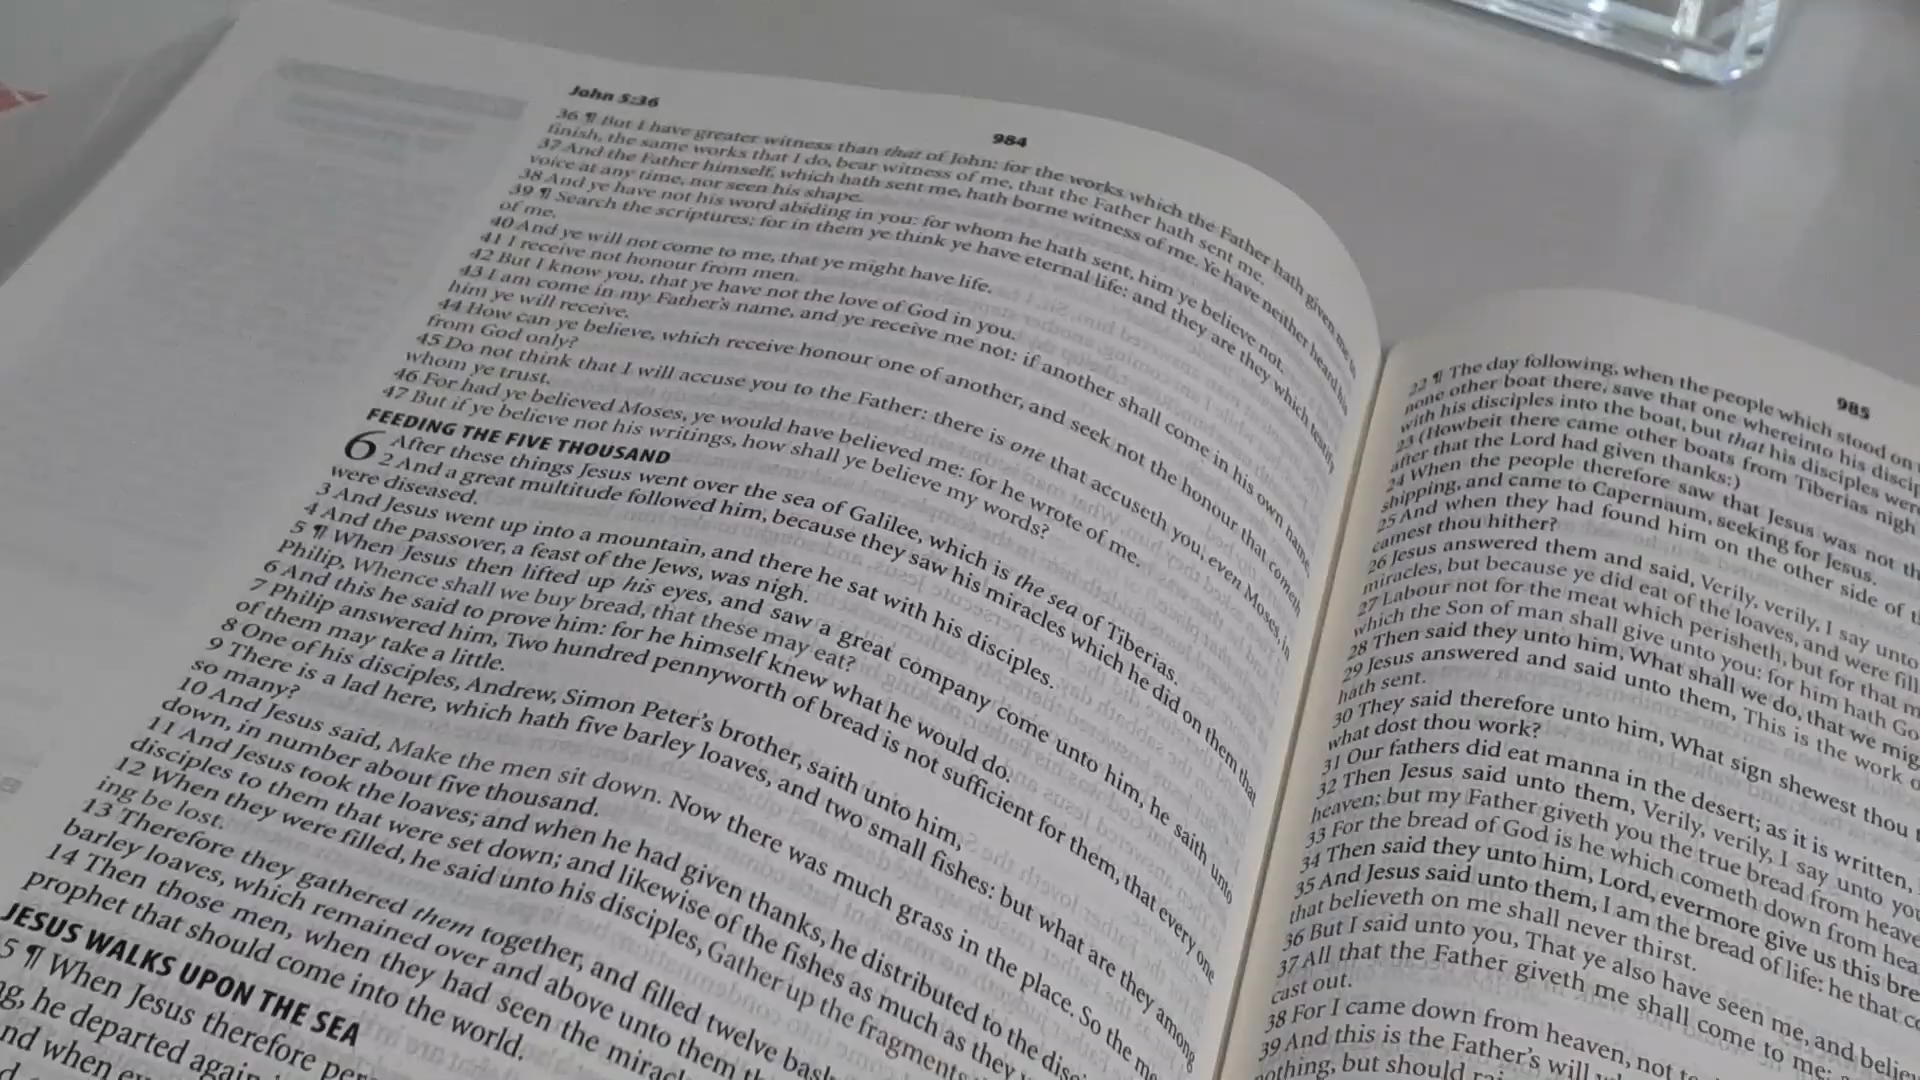 John 5:36
984
36 ¶ But I have greater witness than that of John: for the works which the Father hath given me to
finish, the same works that I do, bear witness of me, that the Father hath sent me.
37 And the Father himself, which hath sent me, hath borne witness of me. Ye have neither heard his
voice at any time, nor seen his shape.
38 And ye have not his word abiding in you: for whom he hath sent, him ye believe not.
39 ¶ Search the scriptures; for in them ye think ye have eternal life: and they are they which testify
of me.
40 And ye will not come to me, that ye might have life.
41 I receive not honour from men.
42 But I know you, that ye have not the love of God in you.
43 I am come in my Father's name, and ye receive me not: if another shall come in his own name,
him ye will receive.
44 How can ye believe, which receive honour one of another, and seek not the honour that cometh
from God only?
45 Do not think that I will accuse you to the Father: there is one that accuseth you, even Moses, in
whom ye trust.
46 For had ye believed Moses, ye would have believed me: for he wrote of me.
47 But if ye believe not his writings, how shall ye believe my words?
FEEDING THE FIVE THOUSAND
6 After these things Jesus went over the sea of Galilee, which is the sea of Tiberias.
2 And a great multitude followed him, because they saw his miracles which he did on them that
were diseased.
3 And Jesus went up into a mountain, and there he sat with his disciples.
4 And the passover, a feast of the Jews, was nigh.
5 ¶ When Jesus then lifted up his eyes, and saw a great company come unto him, he saith unto
Philip, Whence shall we buy bread, that these may eat?
6 And this he said to prove him: for he himself knew what he would do.
7 Philip answered him, Two hundred pennyworth of bread is not sufficient for them, that every one
of them may take a little.
8 One of his disciples, Andrew, Simon Peter's brother, saith unto him,
9 There is a lad here, which hath five barley loaves, and two small fishes: but what are they among
so many?
10 And Jesus said, Make the men sit down. Now there was much grass in the place. So the me
down, in number about five thousand.
11 And Jesus took the loaves; and when he had given thanks, he distributed to the disc
disciples to them that were set down; and likewise of the fishes as much as they
12 When they were filled, he said unto his disciples, Gather up the fragments
ing be lost.
13 Therefore they gathered them together, and filled twelve bask
barley loaves, which remained over and above unto them th
14 Then those men, when they had seen the mirac
prophet that should come into the world.
JESUS WALKS UPON THE SEA
5 ¶ When Jesus therefore per
ng, he departed again
nd when ev
985
22 ¶ The day following, when the people which stood on
none other boat there, save that one whereinto his discip
with his disciples into the boat, but that his disciples were
23 (Howbeit there came other boats from Tiberias nigh
after that the Lord had given thanks:)
24 When the people therefore saw that Jesus was not th
shipping, and came to Capernaum, seeking for Jesus.
25 And when they had found him on the other side of t
camest thou hither?
26 Jesus answered them and said, Verily, verily, I say unto
miracles, but because ye did eat of the loaves, and were fill
27 Labour not for the meat which perisheth, but for that m
which the Son of man shall give unto you: for him hath Go
28 Then said they unto him, What shall we do, that we mig
29 Jesus answered and said unto them, This is the work o
hath sent.
30 They said therefore unto him, What sign shewest thou
what dost thou work?
31 Our fathers did eat manna in the desert; as it is written,
32 Then Jesus said unto them, Verily, verily, I say unto you
heaven; but my Father giveth you the true bread from heave
33 For the bread of God is he which cometh down from hea
34 Then said they unto him, Lord, evermore give us this bre
35 And Jesus said unto them, I am the bread of life: he that co
that believeth on me shall never thirst.
36 But I said unto you, That ye also have seen me, and believ
37 All that the Father giveth me shall come to me;
cast out.
38 For I came down from heaven, not t
39 And this is the Father's will w
nothing, but should rai